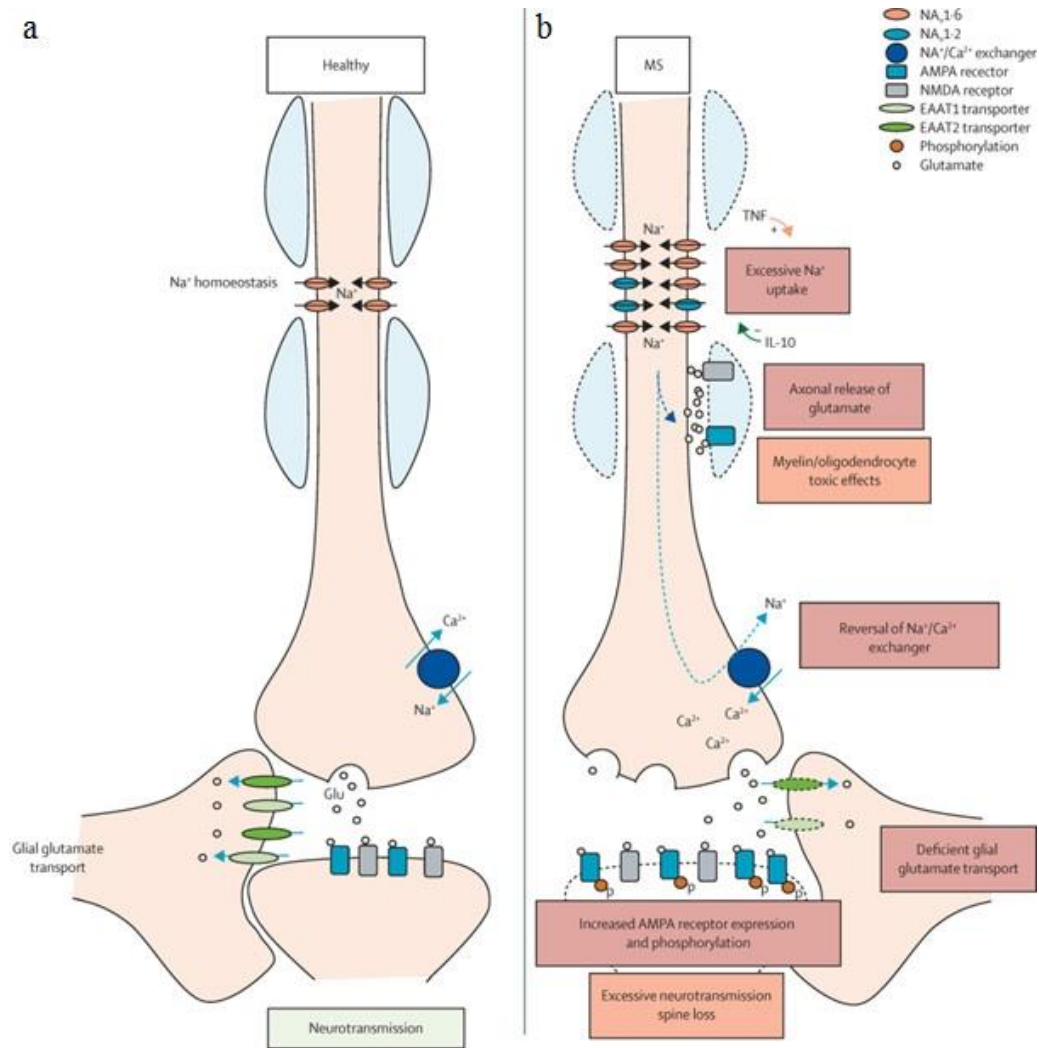 a
Healthy
Na⁺ homoeostasis
Na⁺
Ca²⁺
Na⁺
Glu
Glial glutamate
transport
Neurotransmission
b
MS
NAᵥ1·6
NAᵥ1·2
NA⁺/Ca²⁺ exchanger
AMPA recector
NMDA receptor
EAAT1 transporter
EAAT2 transporter
Phosphorylation
Glutamate
TNF
+
Na⁺
Excessive Na⁺
uptake
−
IL-10
Na⁺
Axonal release of
glutamate
Myelin/oligodendrocyte
toxic effects
Na⁺
Reversal of Na⁺/Ca²⁺
exchanger
Ca²⁺
Ca²⁺
Ca²⁺
Deficient glial
glutamate transport
P
P
P
P
Increased AMPA receptor expression
and phosphorylation
Excessive neurotransmission
spine loss